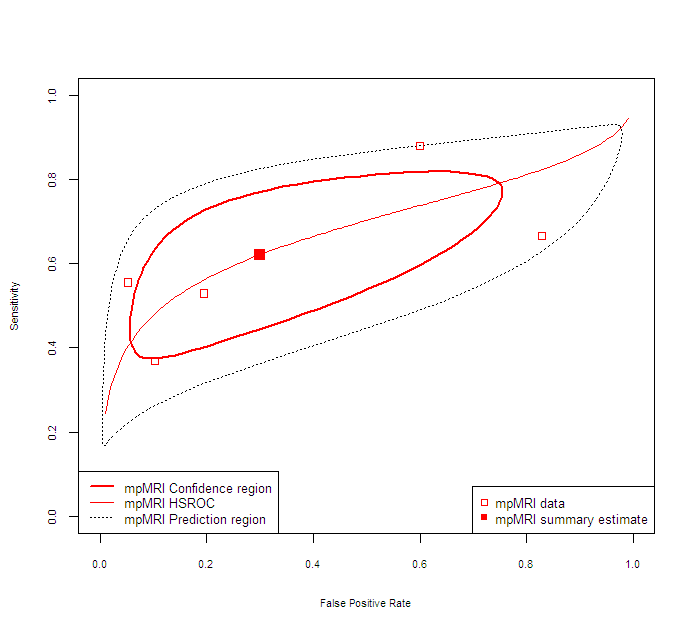 1.0
0.8
0.6
0.4
0.2
0.0
Sensitivity
mpMRI Confidence region
mpMRI HSROC
mpMRI Prediction region
mpMRI data
mpMRI summary estimate
0.0 0.2 0.4 0.6 0.8 1.0
False Positive Rate